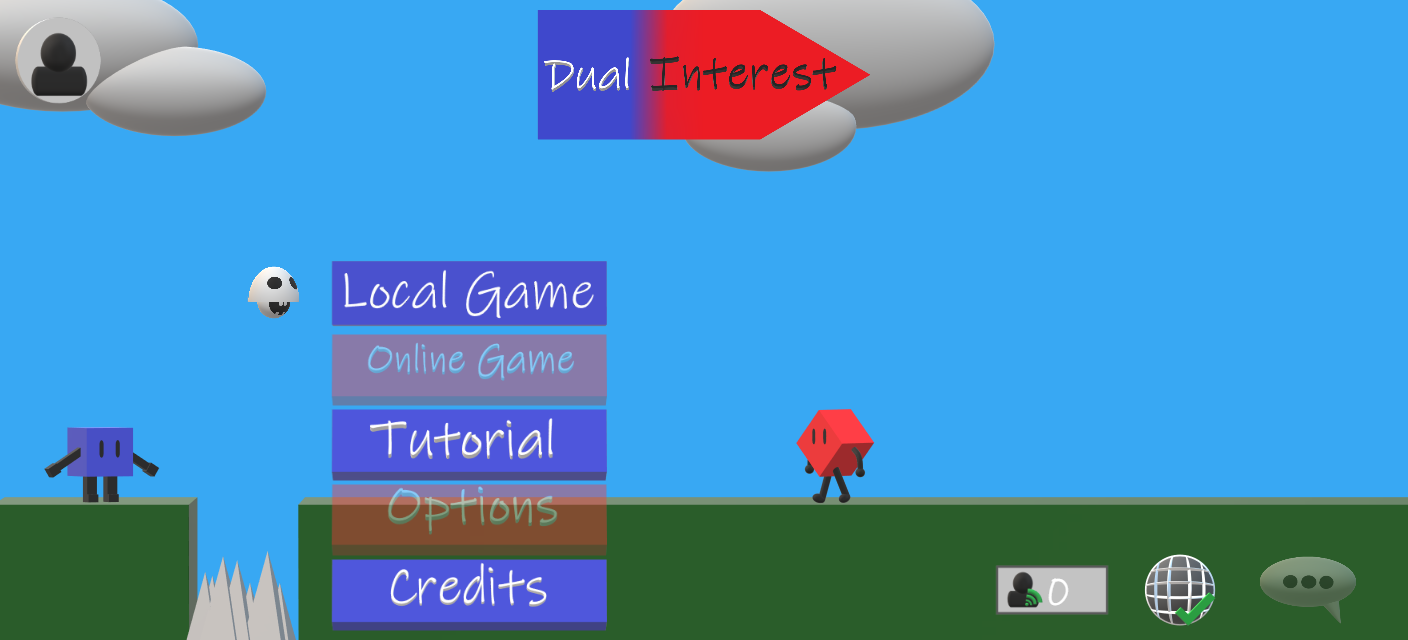 Dual Interest
Local Game
Online Game
Tutorial
Options
Credits
0